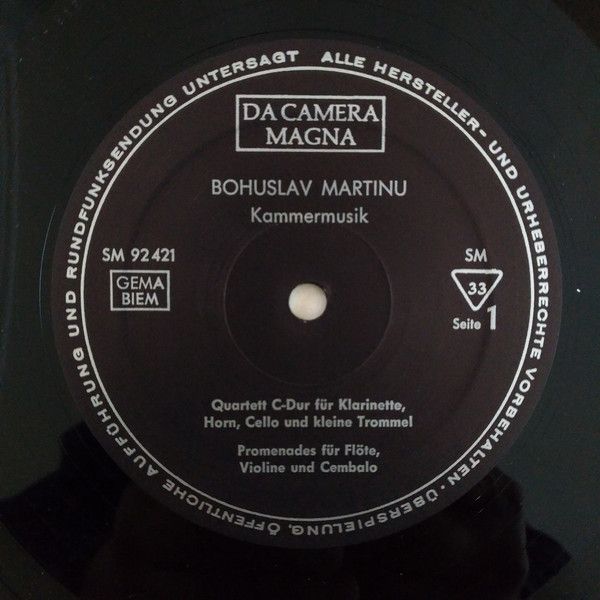 ALLE HERSTELLER- UND URHEBERRECHTE VORBEHALTEN · ÜBERSPIELUNG, ÖFFENTLICHE AUFFÜHRUNG UND RUNDFUNKSENDUNG UNTERSAGT
DA CAMERA
MAGNA
BOHUSLAV MARTINU
Kammermusik
SM 92421
SM
GEMA
BIEM
33
Seite 1
Quartett C-Dur für Klarinette,
Horn, Cello und kleine Trommel
Promenades für Flöte,
Violine und Cembalo